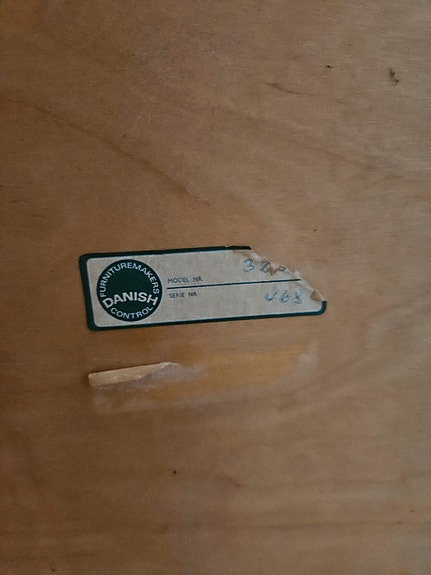 FURNITUREMAKERS
DANISH
CONTROL
MODEL NR. 32
SERIE NR.